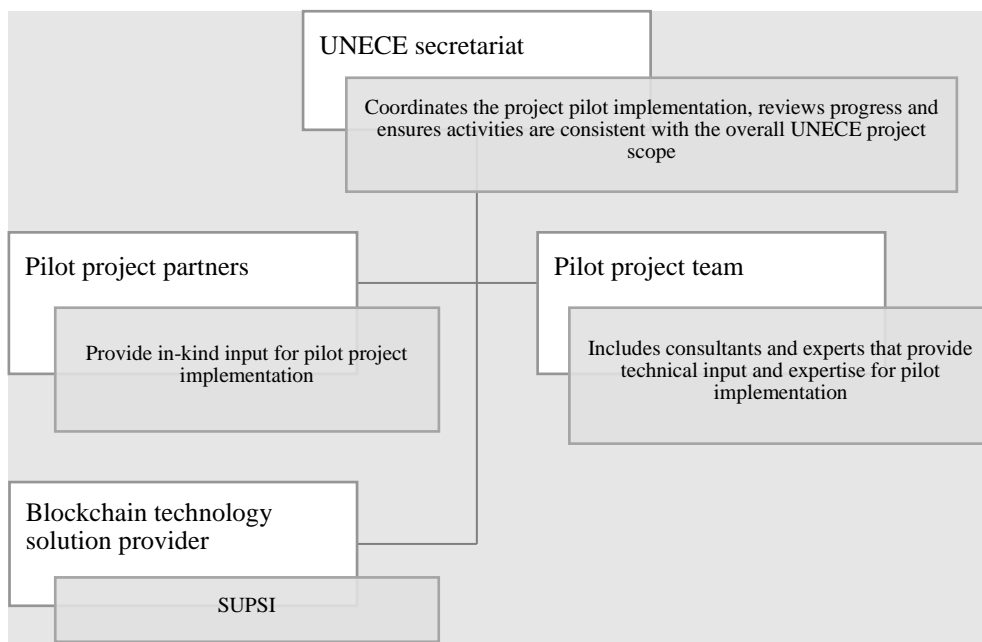 UNECE secretariat
Coordinates the project pilot implementation, reviews progress and
ensures activities are consistent with the overall UNECE project
scope
Pilot project partners
Provide in-kind input for pilot project
implementation
Pilot project team
Includes consultants and experts that provide
technical input and expertise for pilot
implementation
Blockchain technology
solution provider
SUPSI